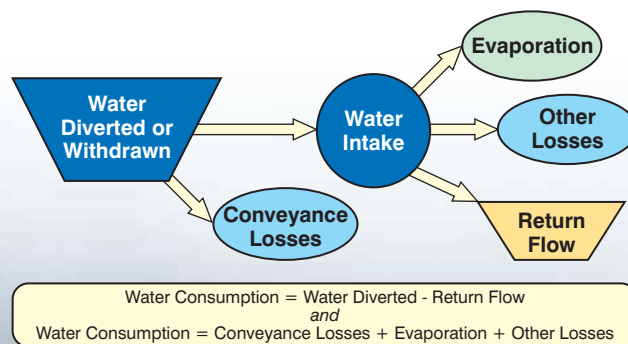 Evaporation
Water
Diverted or
Withdrawn
Water
Intake
Other
Losses
Conveyance
Losses
Return
Flow
Water Consumption = Water Diverted - Return Flow
and
Water Consumption = Conveyance Losses + Evaporation + Other Losses